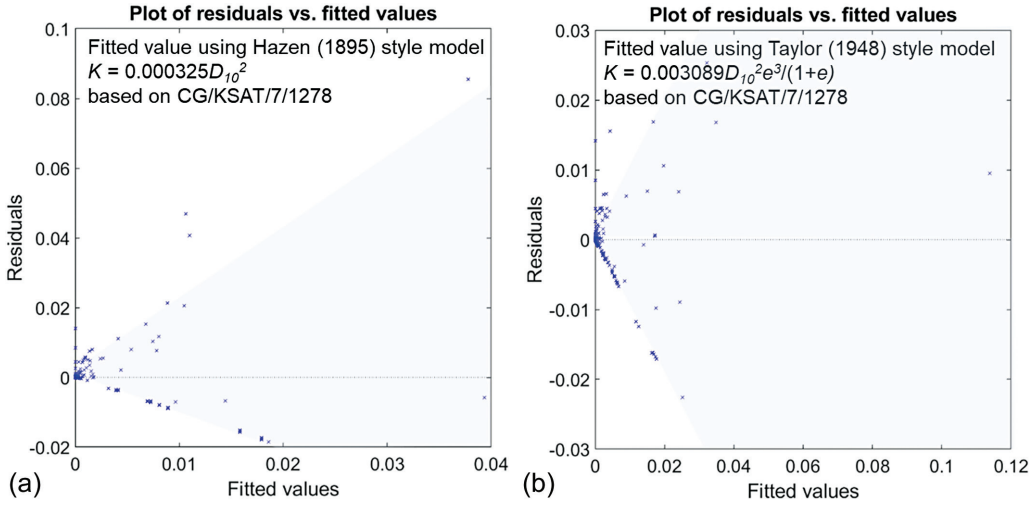 Plot of residuals vs. fitted values
Fitted value using Hazen (1895) style model
K = 0.000325D₁₀²
based on CG/KSAT/7/1278
Residuals
0.1
0.08
0.06
0.04
0.02
0
-0.02
0
0.01
0.02
0.03
0.04
Fitted values
(a)
Plot of residuals vs. fitted values
Fitted value using Taylor (1948) style model
K = 0.003089D₁₀²e³/(1+e)
based on CG/KSAT/7/1278
Residuals
0.03
0.02
0.01
0
-0.01
-0.02
-0.03
0
0.02
0.04
0.06
0.08
0.1
0.12
Fitted values
(b)